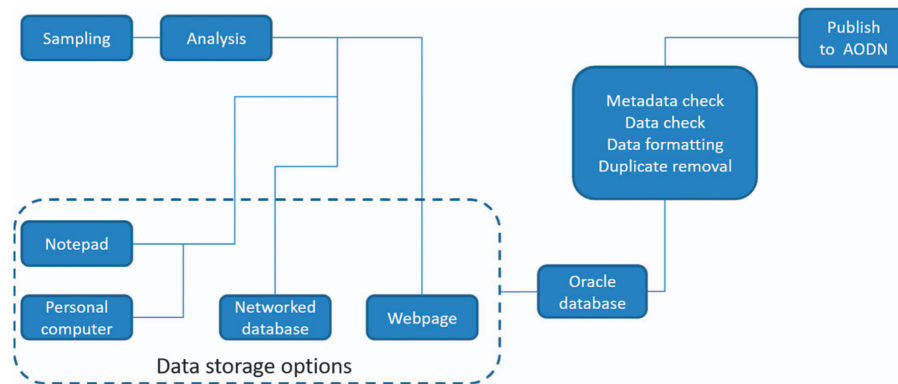 Sampling
Analysis
Publish
to AODN
Metadata check
Data check
Data formatting
Duplicate removal
Notepad
Personal
computer
Networked
database
Webpage
Oracle
database
Data storage options